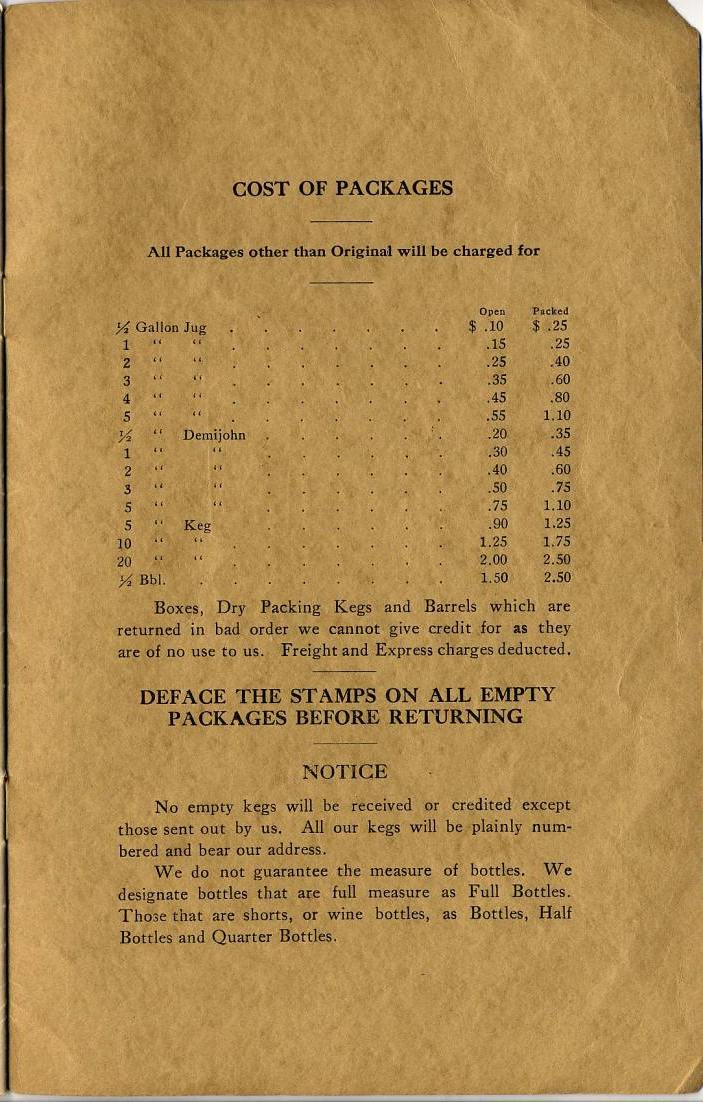 COST OF PACKAGES
All Packages other than Original will be charged for
Open Packed
½ Gallon Jug . . . . . . . $ .10 $ .25
1 “ “ . . . . . . . .15 .25
2 “ “ . . . . . . . .25 .40
3 “ “ . . . . . . . .35 .60
4 “ “ . . . . . . . .45 .80
5 “ “ . . . . . . . .55 1.10
½ “ Demijohn . . . . . . .20 .35
1 “ “ . . . . . . .30 .45
2 “ “ . . . . . . .40 .60
3 “ “ . . . . . . .50 .75
5 “ “ . . . . . . .75 1.10
5 “ Keg . . . . . . .90 1.25
10 “ “ . . . . . . . 1.25 1.75
20 “ “ . . . . . . . 2.00 2.50
½ Bbl. . . . . . . . . 1.50 2.50
Boxes, Dry Packing Kegs and Barrels which are
returned in bad order we cannot give credit for as they
are of no use to us. Freight and Express charges deducted.
DEFACE THE STAMPS ON ALL EMPTY
PACKAGES BEFORE RETURNING
NOTICE
No empty kegs will be received or credited except
those sent out by us. All our kegs will be plainly num-
bered and bear our address.
We do not guarantee the measure of bottles. We
designate bottles that are full measure as Full Bottles.
Those that are shorts, or wine bottles, as Bottles, Half
Bottles and Quarter Bottles.